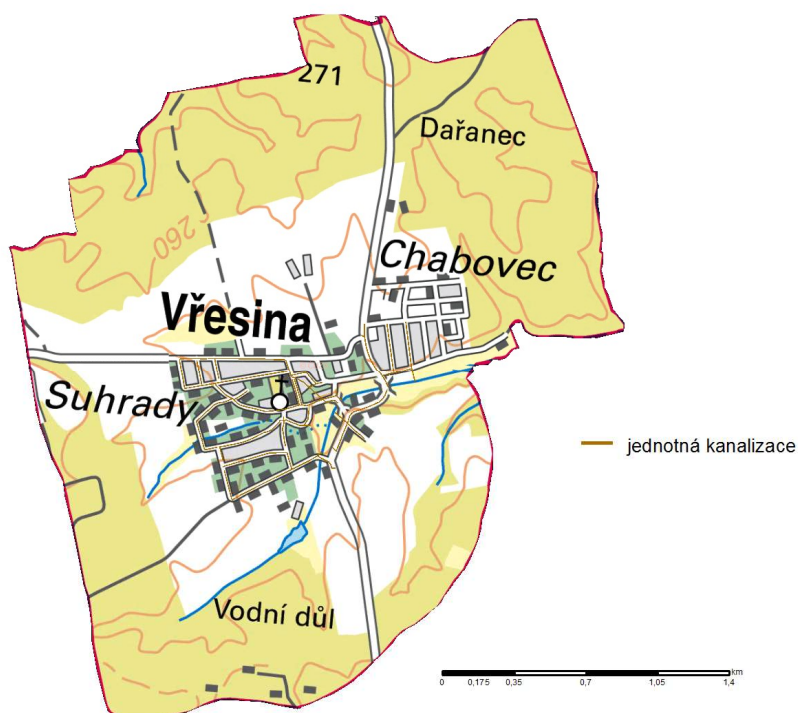 271
Dařanec
260
Chabovec
Vřesina
Suhrady
jednotná kanalizace
Vodní důl
km
0 0,175 0,35 0,7 1,05 1,4